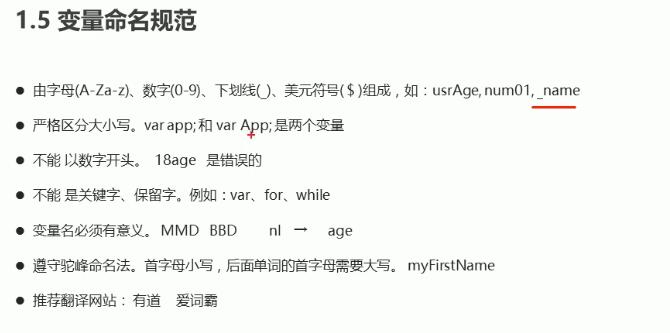 1.5 变量命名规范
● 由字母(A-Za-z)、数字(0-9)、下划线(_)、美元符号( $ )组成，如：usrAge, num01, _name
● 严格区分大小写。var app; 和 var App; 是两个变量
● 不能 以数字开头。 18age 是错误的
● 不能 是关键字、保留字。例如：var、for、while
● 变量名必须有意义。 MMD BBD nl → age
● 遵守驼峰命名法。首字母小写，后面单词的首字母需要大写。 myFirstName
● 推荐翻译网站： 有道 爱词霸